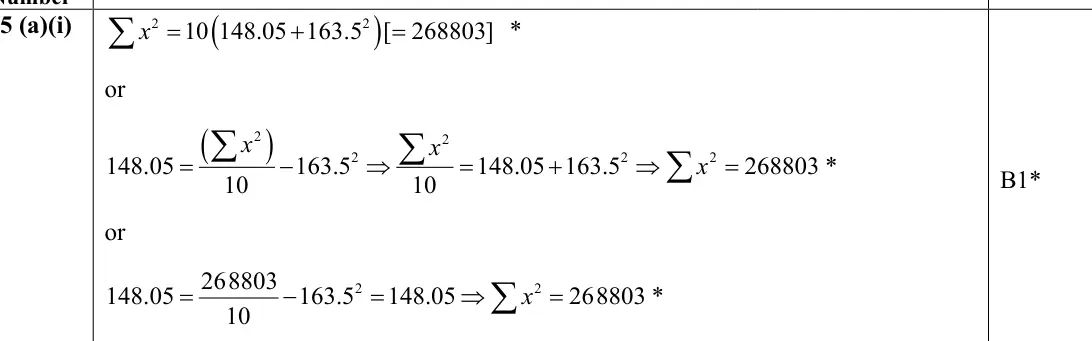 Number
5 (a)(i)
∑x² = 10(148.05 + 163.5²)[= 268803] *
or
148.05 = (∑x²)/10 − 163.5² ⇒ ∑x²/10 = 148.05 + 163.5² ⇒ ∑x² = 268803 *
B1*
or
148.05 = 268803/10 − 163.5² = 148.05 ⇒ ∑x² = 268803 *